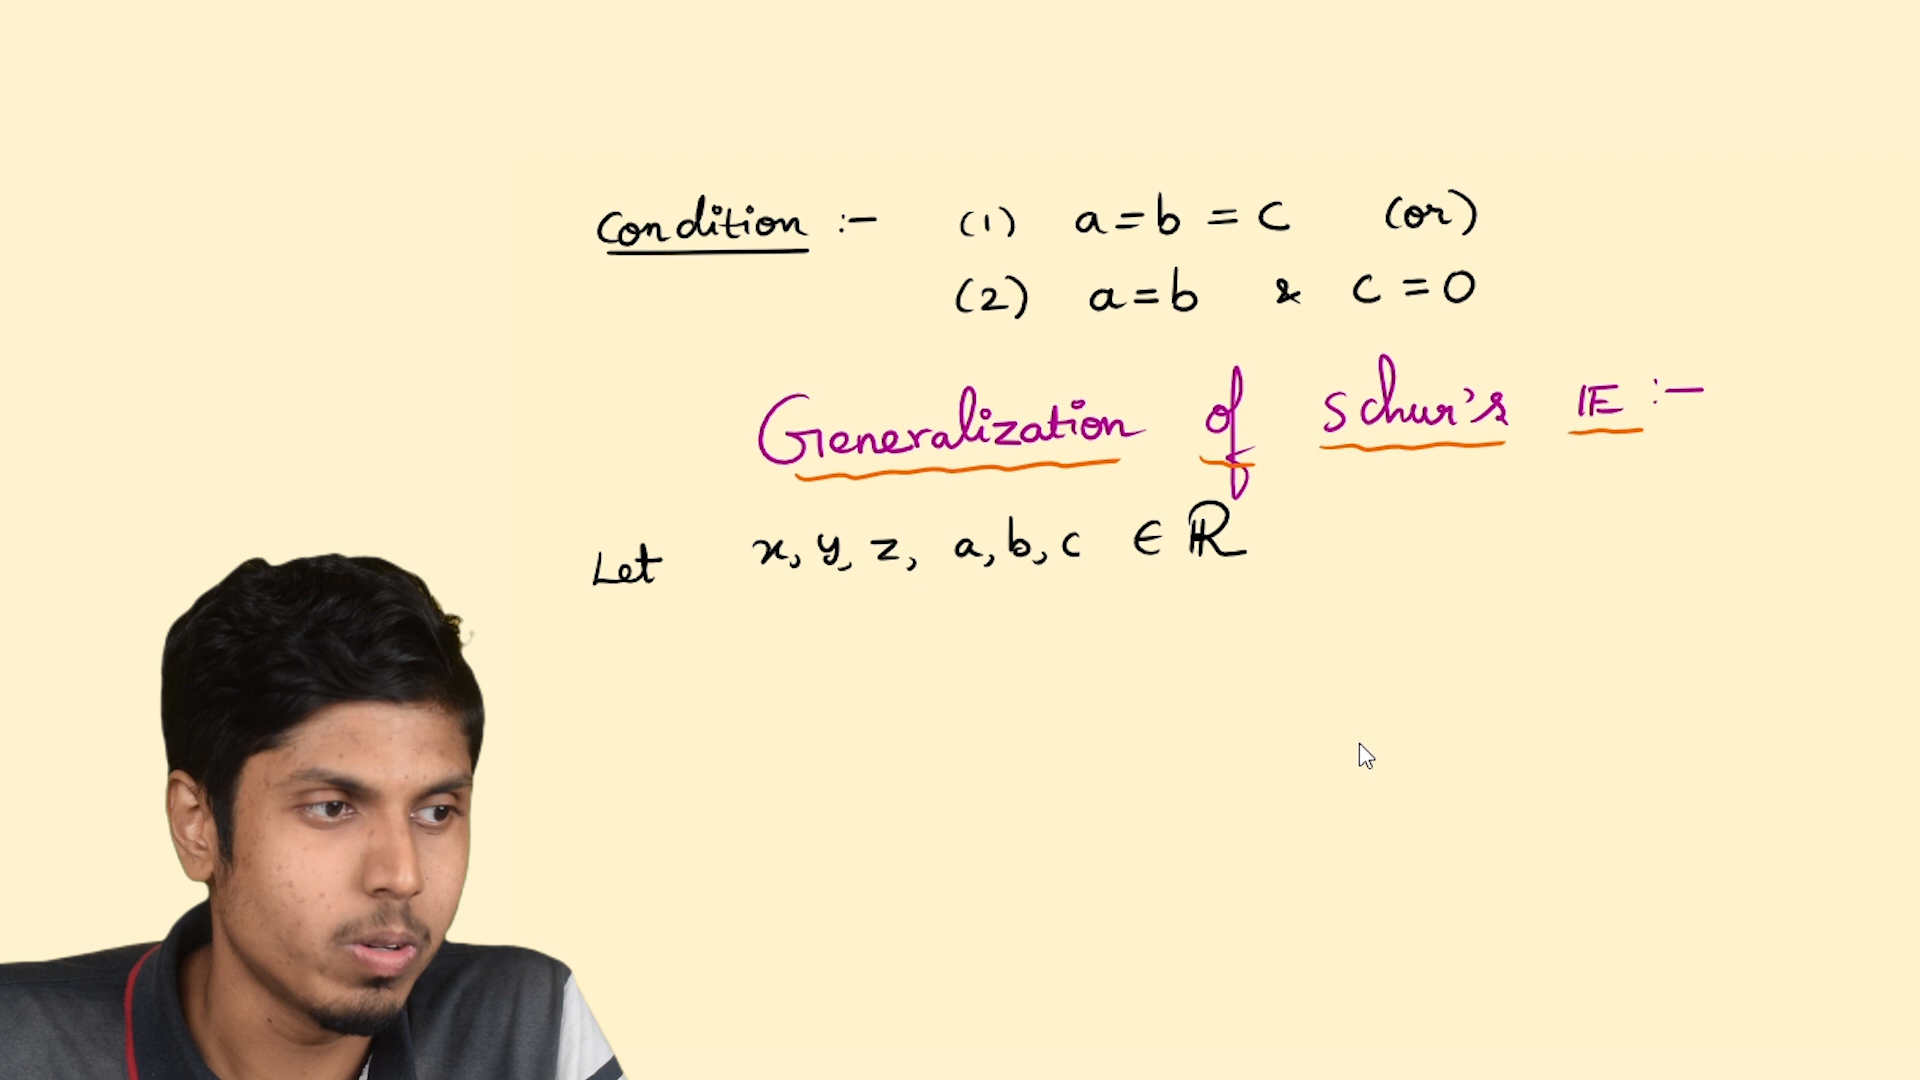 Condition :- (1) a = b = c (or)
(2) a = b & c = 0
Generalization of Schur's IE :-
Let x, y, z, a, b, c ∈ ℝ